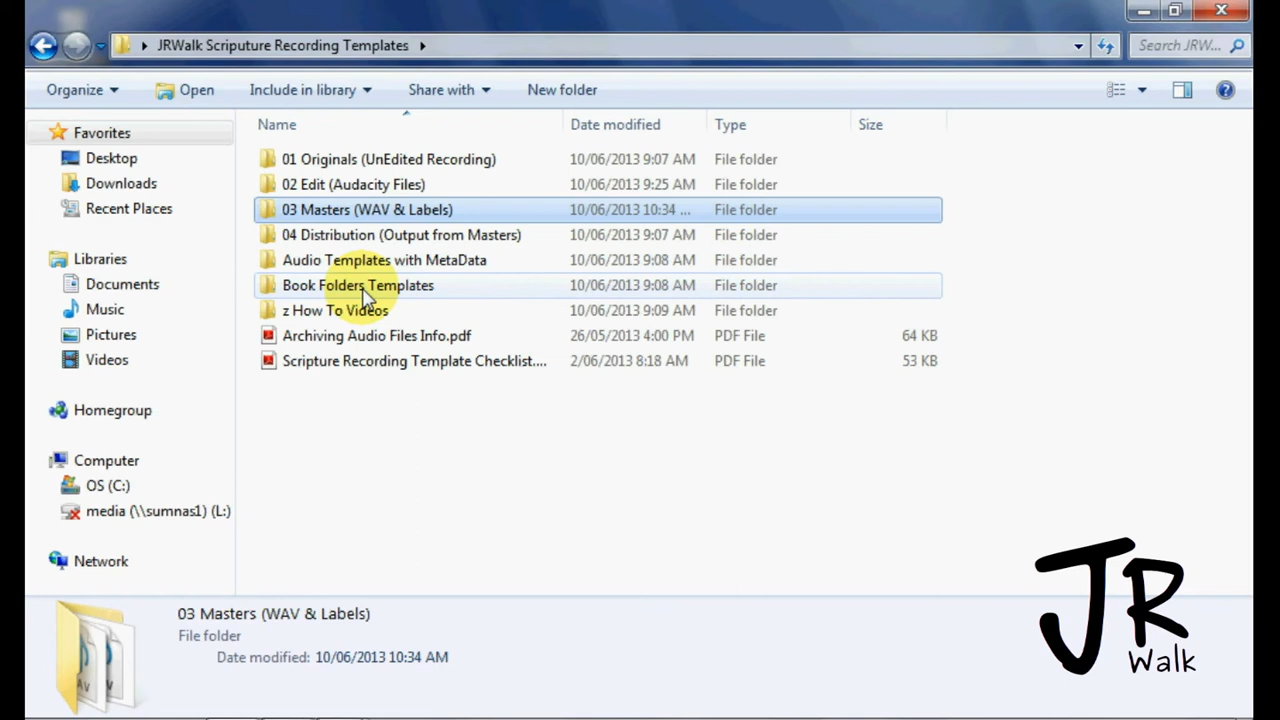 JRWalk Scriputure Recording Templates
Search JRW...
Organize
Open
Include in library
Share with
New folder
Name
Date modified
Type
Size
Favorites
Desktop
Downloads
Recent Places
Libraries
Documents
Music
Pictures
Videos
Homegroup
Computer
OS (C:)
media (\\sumnas1) (L:)
Network
01 Originals (UnEdited Recording) 10/06/2013 9:07 AM File folder
02 Edit (Audacity Files) 10/06/2013 9:25 AM File folder
03 Masters (WAV & Labels) 10/06/2013 10:34 ... File folder
04 Distribution (Output from Masters) 10/06/2013 9:07 AM File folder
Audio Templates with MetaData 10/06/2013 9:08 AM File folder
Book Folders Templates 10/06/2013 9:08 AM File folder
z How To Videos 10/06/2013 9:09 AM File folder
Archiving Audio Files Info.pdf 26/05/2013 4:00 PM PDF File 64 KB
Scripture Recording Template Checklist.... 2/06/2013 8:18 AM PDF File 53 KB
03 Masters (WAV & Labels)
File folder
Date modified: 10/06/2013 10:34 AM
JR
Walk